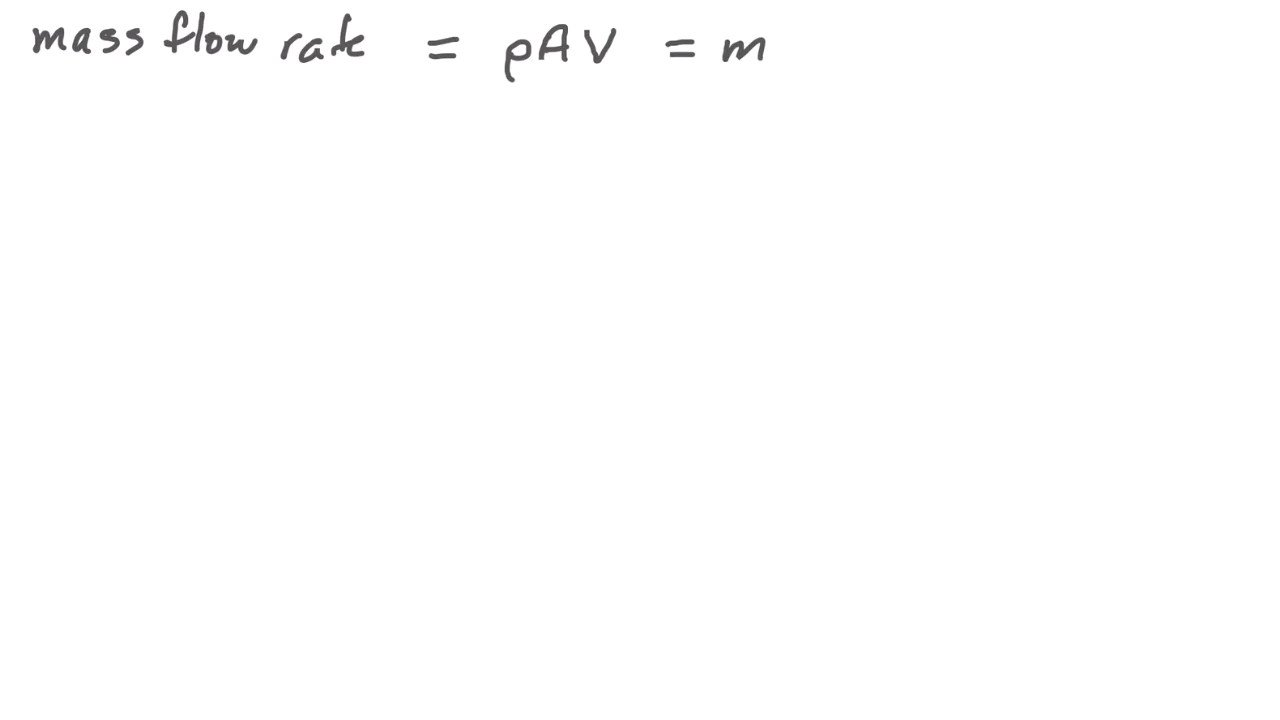 mass flow rate = ρAV = m